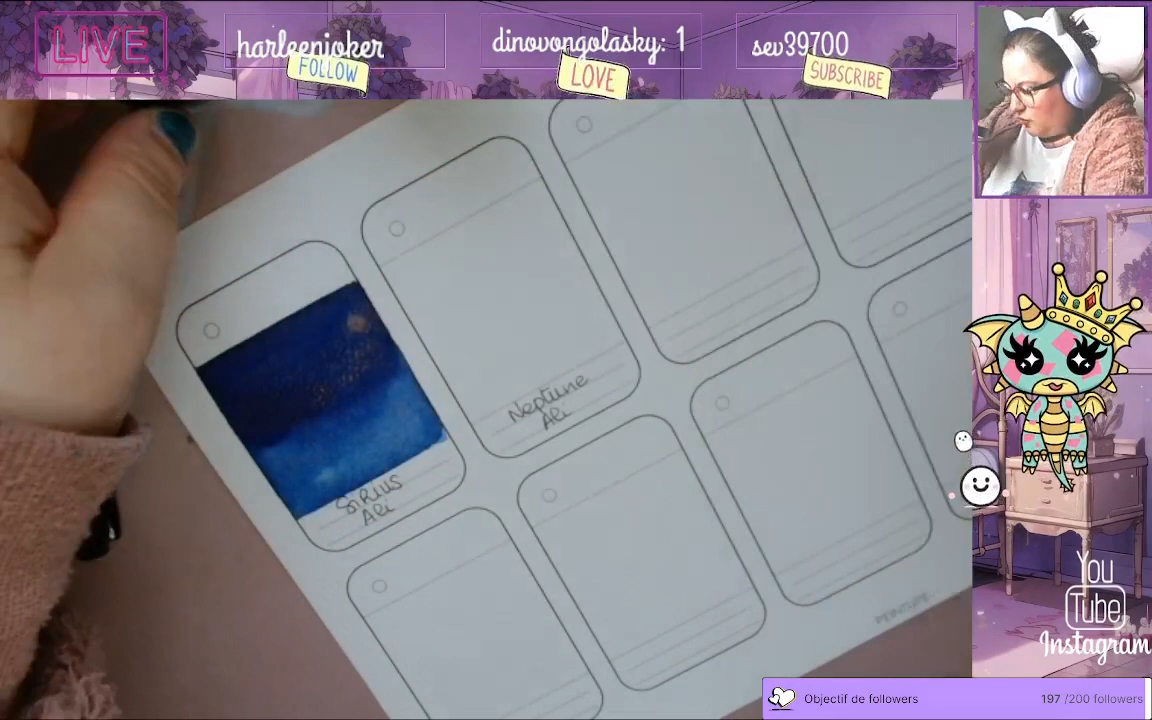 LIVE
harleenjoker
FOLLOW
dinovongolasky: 1
LOVE
sev39700
SUBSCRIBE
Neptune
Ali
SiRius
Ali
You
Tube
Instagram
Objectif de followers
197 /200 followers